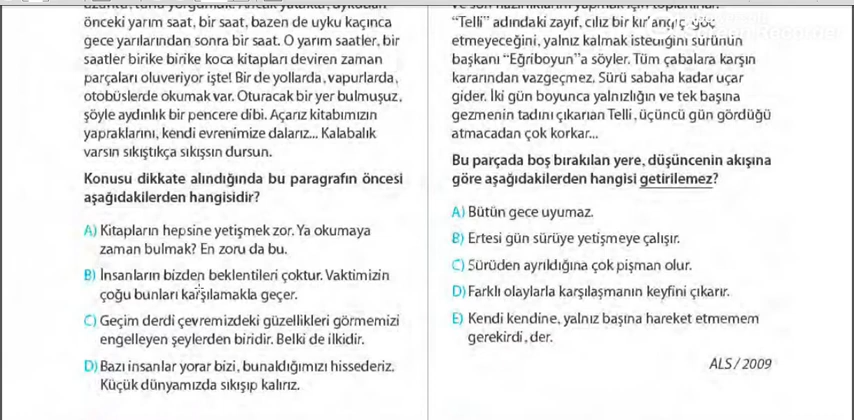 önceki yarım saat, bir saat, bazen de uyku kaçınca
gece yarılarından sonra bir saat. O yarım saatler, bir
saatler birike birike koca kitapları deviren zaman
parçaları oluveriyor işte! Bir de yollarda, vapurlarda,
otobüslerde okumak var. Oturacak bir yer bulmuşuz,
şöyle aydınlık bir pencere dibi. Açarız kitabımızın
yapraklarını, kendi evrenimize dalarız... Kalabalık
varsın sıkıştıkça sıkışsın dursun.
Konusu dikkate alındığında bu paragrafın öncesi
aşağıdakilerden hangisidir?
A) Kitapların hepsine yetişmek zor. Ya okumaya
zaman bulmak? En zoru da bu.
B) İnsanların bizden beklentileri çoktur. Vaktimizin
çoğu bunları karşılamakla geçer.
C) Geçim derdi çevremizdeki güzellikleri görmemizi
engelleyen şeylerden biridir. Belki de ilkidir.
D) Bazı insanlar yorar bizi, bunaldığımızı hissederiz.
Küçük dünyamızda sıkışıp kalırız.
"Telli" adındaki zayıf, cılız bir kırlangıç göç
etmeyeceğini, yalnız kalmak istediğini sürünün
başkanı "Eğriboyun"a söyler. Tüm çabalara karşın
kararından vazgeçmez. Sürü sabaha kadar uçar
gider. İki gün boyunca yalnızlığın ve tek başına
gezmenin tadını çıkarıan Telli, üçüncü gün gördüğü
atmacadan çok korkar...
Bu parçada boş bırakılan yere, düşüncenin akışına
göre aşağıdakilerden hangisi getirilemez?
A) Bütün gece uyumaz.
B) Ertesi gün sürüye yetişmeye çalışır.
C) Sürüden ayrıldığına çok pişman olur.
D) Farklı olaylarla karşılaşmanın keyfini çıkarır.
E) Kendi kendine, yalnız başına hareket etmemem
gerekirdi, der.
ALS / 2009